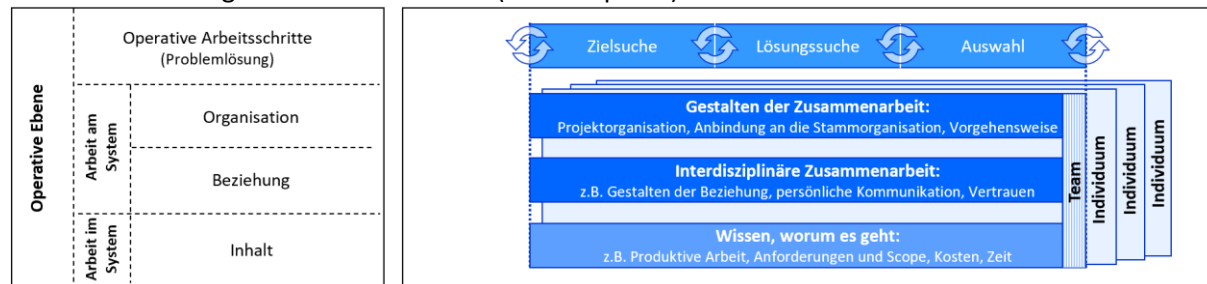 Operative Ebene
Operative Arbeitsschritte
(Problemlösung)
Arbeit am
System
Organisation
Beziehung
Arbeit im
System
Inhalt
Zielsuche
Lösungssuche
Auswahl
Gestalten der Zusammenarbeit:
Projektorganisation, Anbindung an die Stammorganisation, Vorgehensweise
Interdisziplinäre Zusammenarbeit:
z.B. Gestalten der Beziehung, persönliche Kommunikation, Vertrauen
Wissen, worum es geht:
z.B. Produktive Arbeit, Anforderungen und Scope, Kosten, Zeit
Team
Individuum
Individuum
Individuum